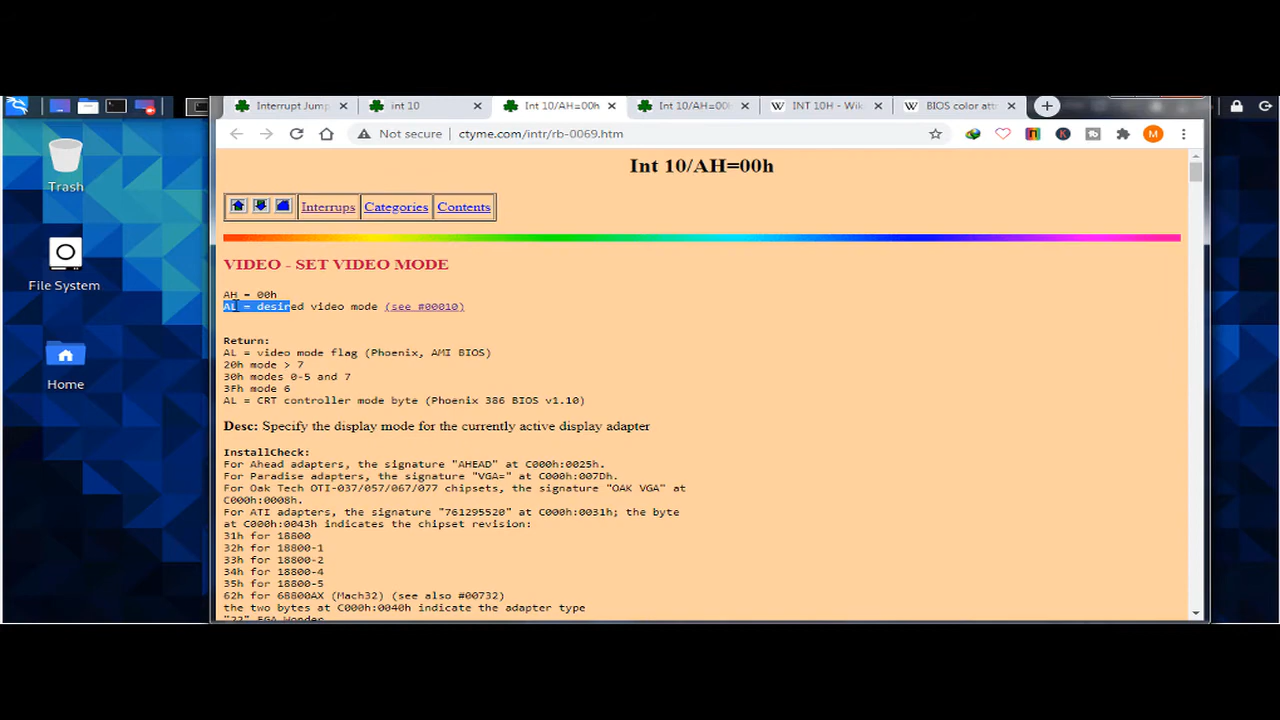 Interrupt Jump
int 10
Int 10/AH=00h
Int 10/AH=00
INT 10H - Wik
BIOS color att
Not secure
ctyme.com/intr/rb-0069.htm
M
Trash
File System
Home
Int 10/AH=00h
Interrups
Categories
Contents
VIDEO - SET VIDEO MODE
AH = 00h
AL = desired video mode (see #00010)
Return:
AL = video mode flag (Phoenix, AMI BIOS)
20h mode > 7
30h modes 0-5 and 7
3Fh mode 6
AL = CRT controller mode byte (Phoenix 386 BIOS v1.10)
Desc: Specify the display mode for the currently active display adapter
InstallCheck:
For Ahead adapters, the signature "AHEAD" at C000h:0025h.
For Paradise adapters, the signature "VGA=" at C000h:007Dh.
For Oak Tech OTI-037/057/067/077 chipsets, the signature "OAK VGA" at
C000h:0008h.
For ATI adapters, the signature "761295520" at C000h:0031h; the byte
at C000h:0043h indicates the chipset revision:
31h for 18800
32h for 18800-1
33h for 18800-2
34h for 18800-4
35h for 18800-5
62h for 68800AX (Mach32) (see also #00732)
the two bytes at C000h:0040h indicate the adapter type
"22" EGA Wonder